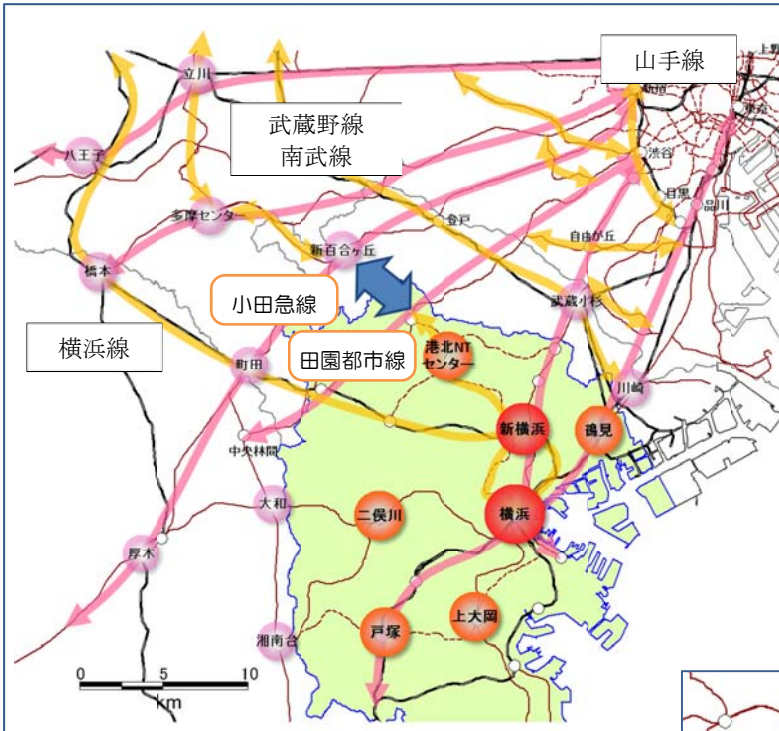 山手線
上野
新宿
東京
立川
武蔵野線
南武線
八王子
渋谷
目黒
品川
多摩センター
登戸
自由が丘
新百合ヶ丘
橋本
武蔵小杉
小田急線
横浜線
田園都市線
港北NT
センター
町田
川崎
新横浜
鶴見
中央林間
大和
二俣川
横浜
厚木
上大岡
戸塚
湘南台
0 5 10
km